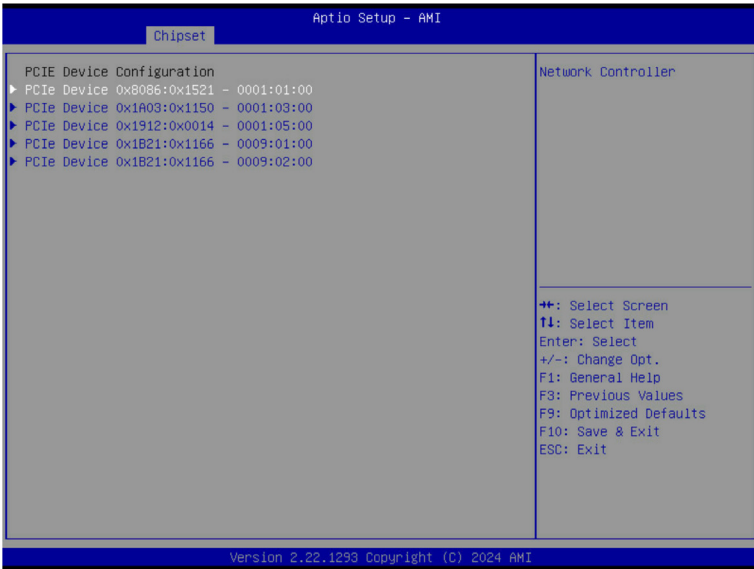 Aptio Setup – AMI
Chipset
PCIE Device Configuration
▶ PCIe Device 0x8086:0x1521 – 0001:01:00
▶ PCIe Device 0x1A03:0x1150 – 0001:03:00
▶ PCIe Device 0x1912:0x0014 – 0001:05:00
▶ PCIe Device 0x1B21:0x1166 – 0009:01:00
▶ PCIe Device 0x1B21:0x1166 – 0009:02:00
Network Controller
→←: Select Screen
↑↓: Select Item
Enter: Select
+/–: Change Opt.
F1: General Help
F3: Previous Values
F9: Optimized Defaults
F10: Save & Exit
ESC: Exit
Version 2.22.1293 Copyright (C) 2024 AMI